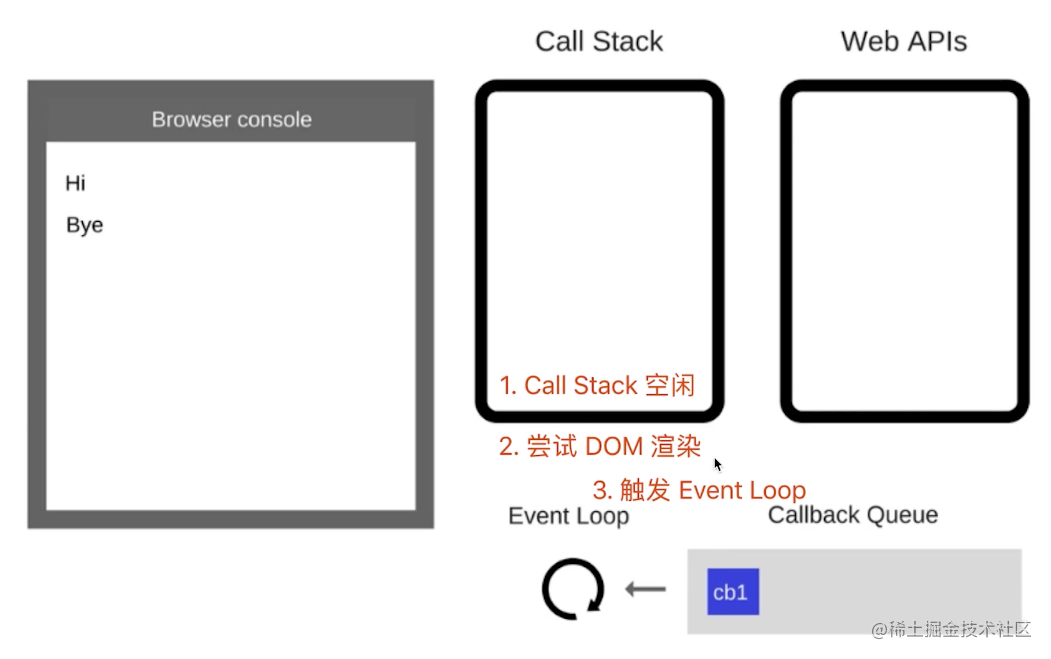 Call Stack
Web APIs
Browser console
Hi
Bye
1. Call Stack 空闲
2. 尝试 DOM 渲染
3. 触发 Event Loop
Event Loop
Callback Queue
cb1
@稀土掘金技术社区